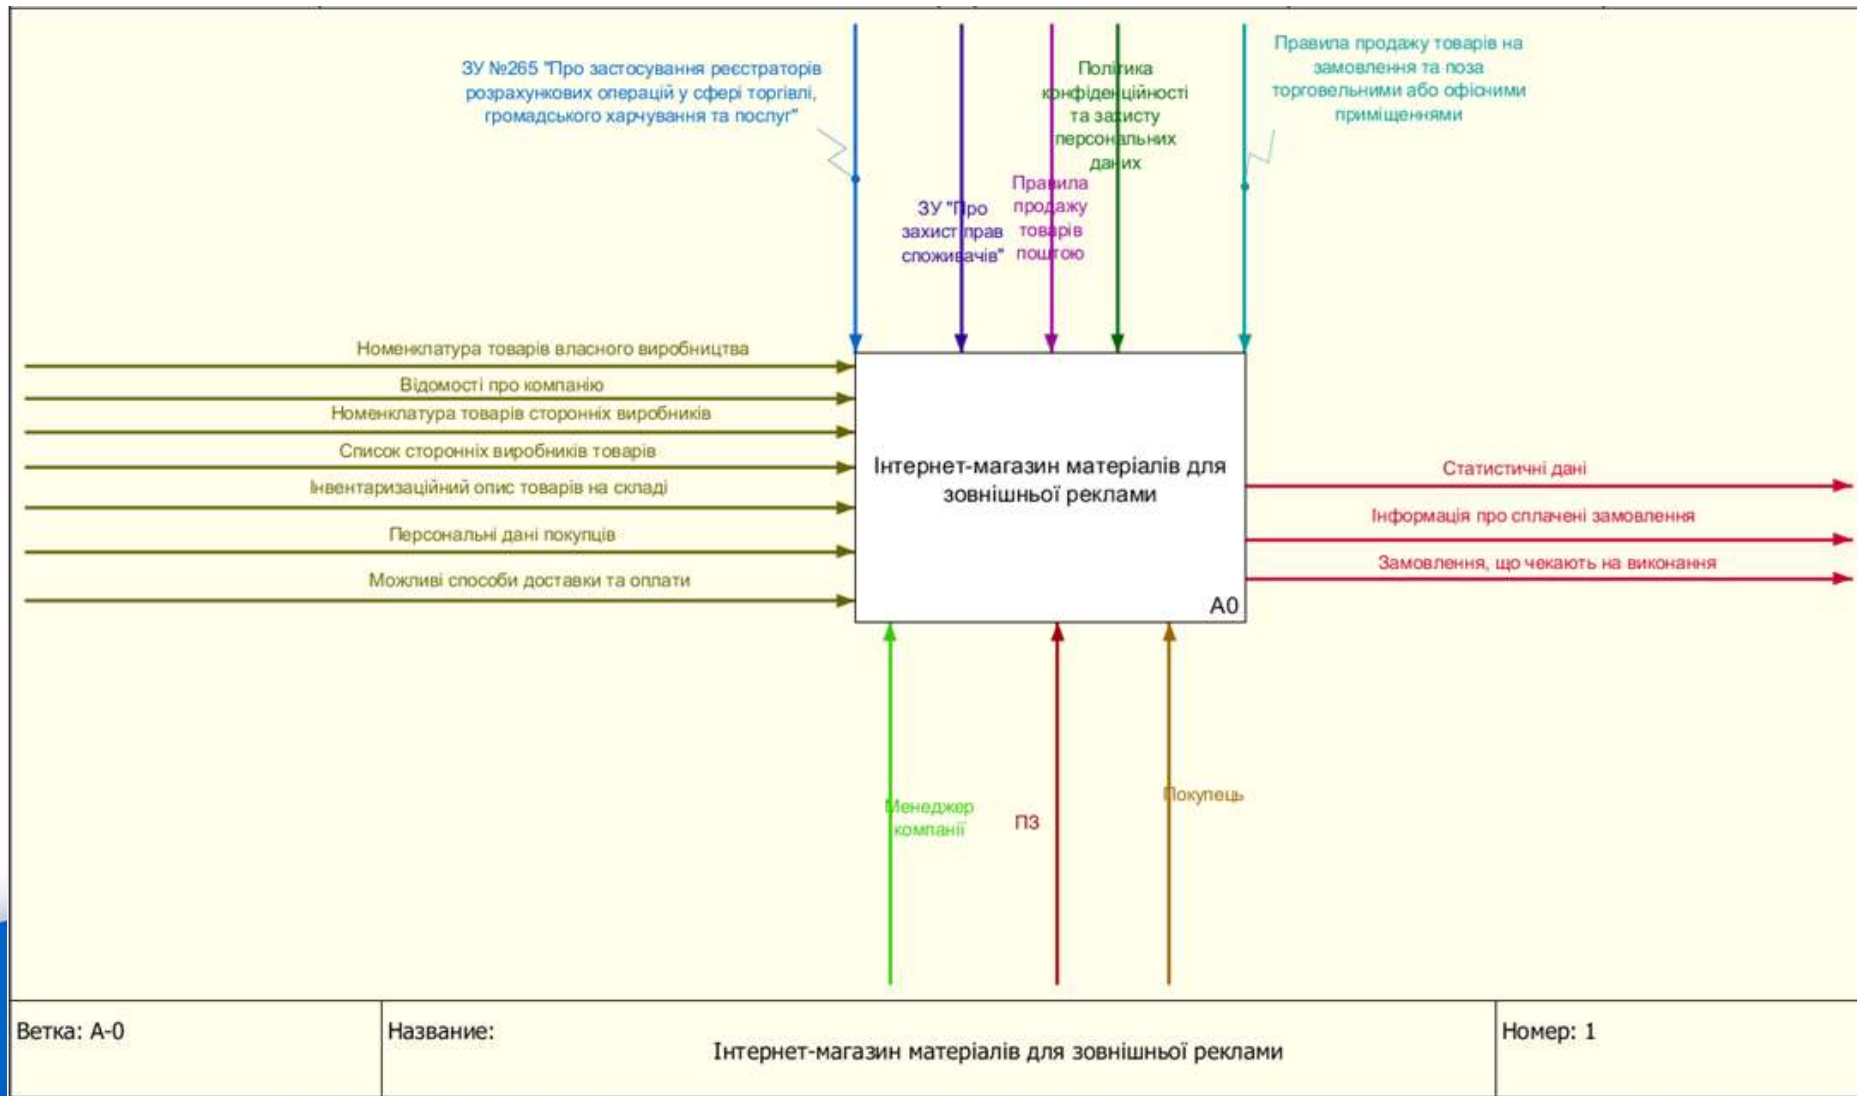 ЗУ №265 "Про застосування реєстраторів
розрахункових операцій у сфері торгівлі,
громадського харчування та послуг"
Політика
конфіденційності
та захисту
персональних
даних
Правила продажу товарів на
замовлення та поза
торговельними або офісними
приміщеннями
ЗУ "Про
захист прав
споживачів"
Правила
продажу
товарів
поштою
Номенклатура товарів власного виробництва
Відомості про компанію
Номенклатура товарів сторонніх виробників
Список сторонніх виробників товарів
Інвентаризаційний опис товарів на складі
Персональні дані покупців
Можливі способи доставки та оплати
Інтернет-магазин матеріалів для
зовнішньої реклами
A0
Статистичні дані
Інформація про сплачені замовлення
Замовлення, що чекають на виконання
Менеджер
компанії
ПЗ
Покупець
Ветка: A-0
Название:
Інтернет-магазин матеріалів для зовнішньої реклами
Номер: 1